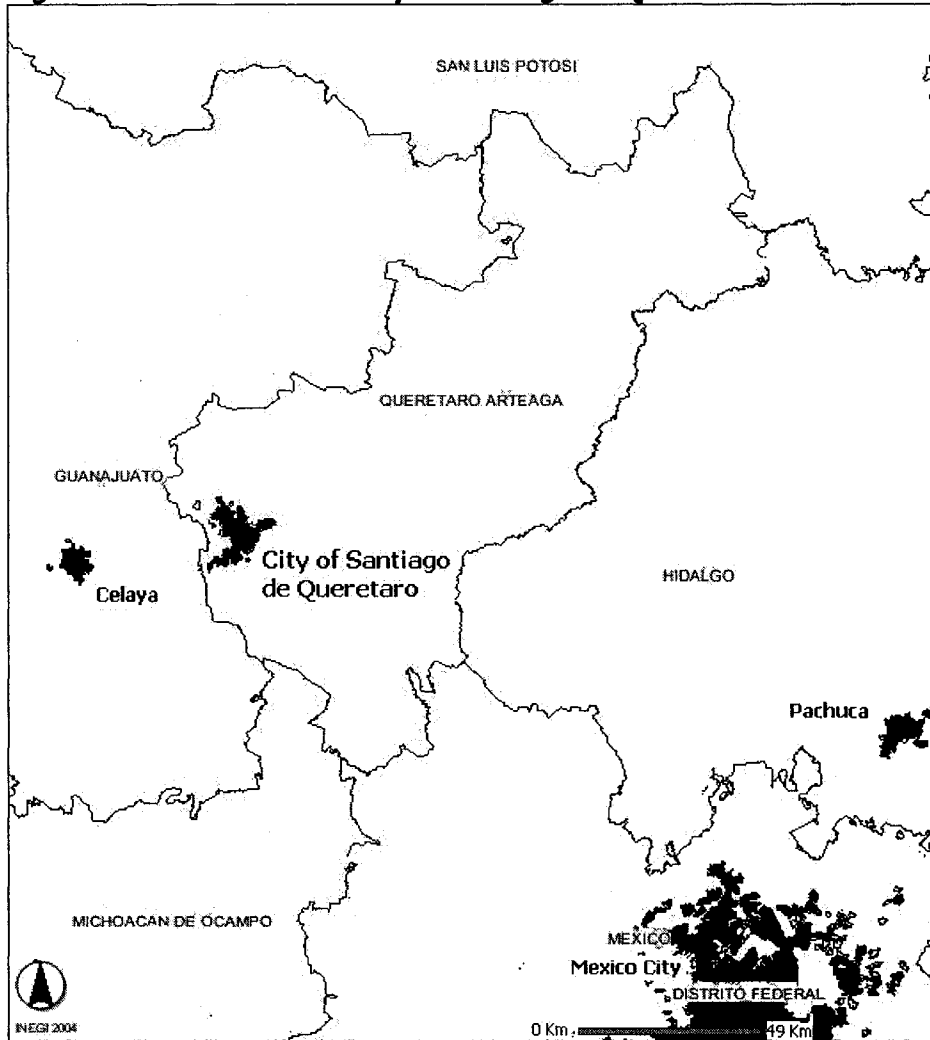 SAN LUIS POTOSI
QUERETARO ARTEAGA
GUANAJUATO
City of Santiago
de Queretaro
Celaya
HIDALGO
Pachuca
MICHOACAN DE OCAMPO
MEXICO
Mexico City
DISTRITO FEDERAL
INEGI 2004
0 Km
49 Km